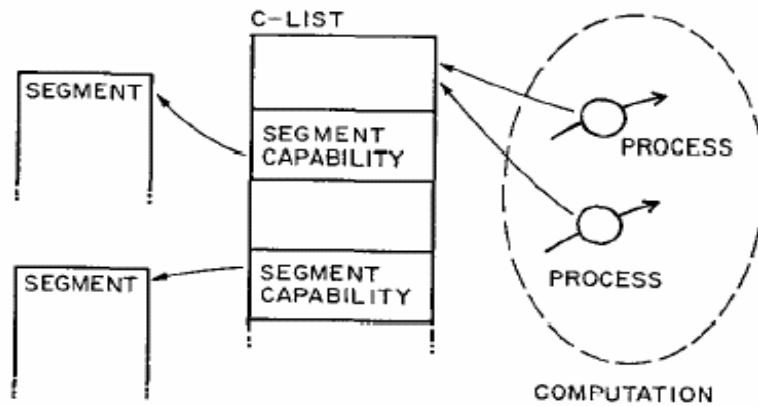 C-LIST
SEGMENT
SEGMENT
CAPABILITY
PROCESS
SEGMENT
SEGMENT
CAPABILITY
PROCESS
COMPUTATION